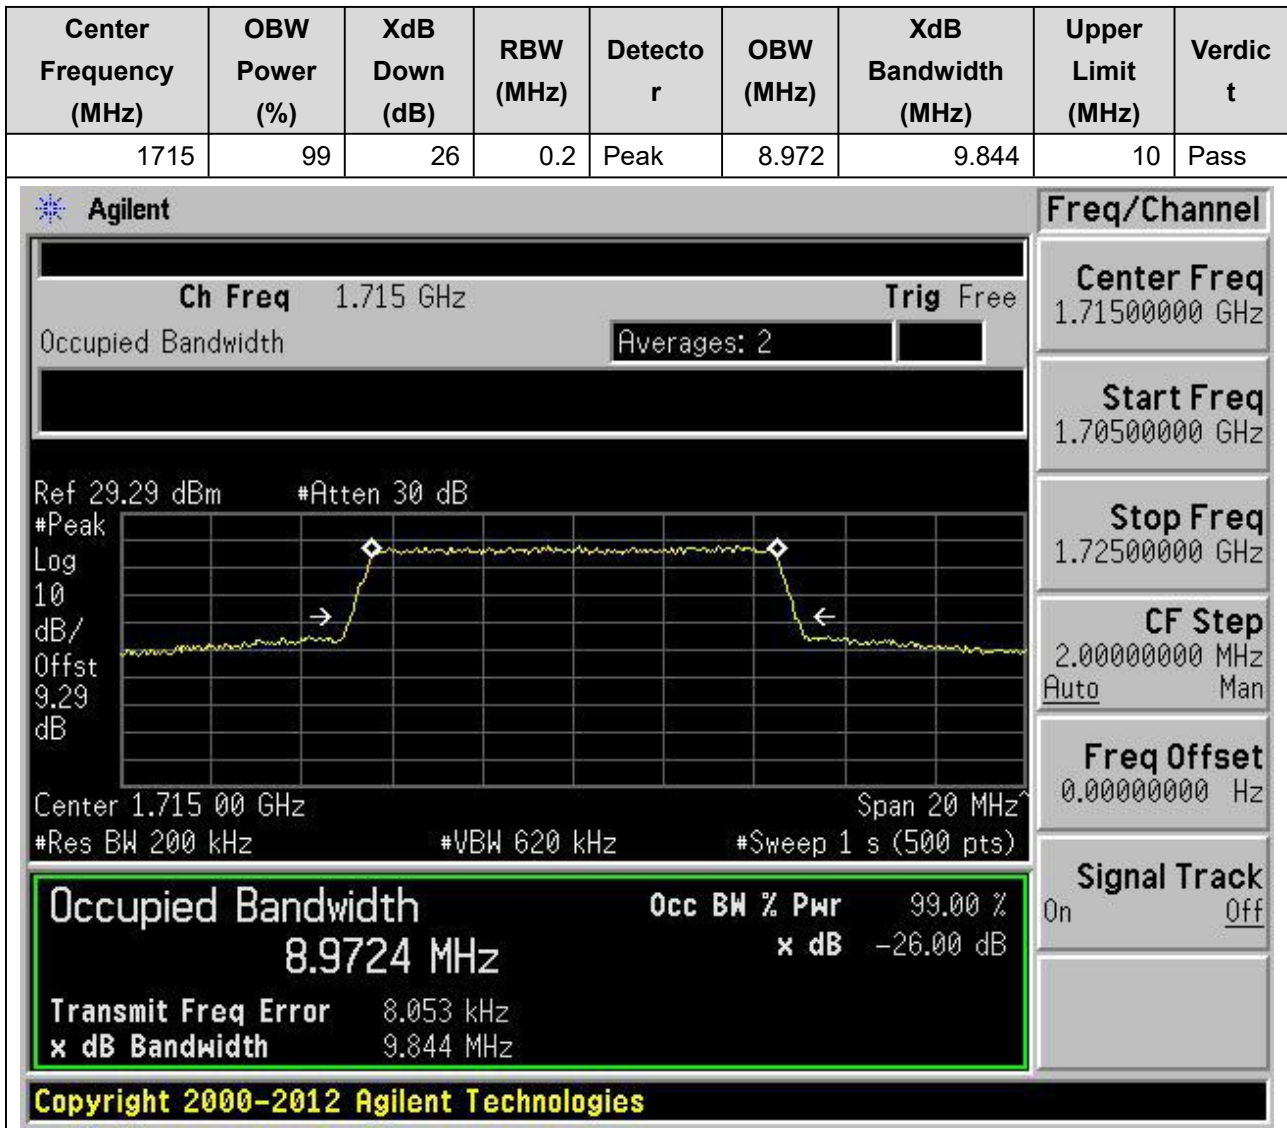 Center Frequency (MHz) OBW Power (%) XdB Down (dB) RBW (MHz) Detecto r OBW (MHz) XdB Bandwidth (MHz) Upper Limit (MHz) Verdic t
1715 99 26 0.2 Peak 8.972 9.844 10 Pass
Agilent
Freq/Channel
Ch Freq 1.715 GHz Trig Free
Occupied Bandwidth Averages: 2
Center Freq
1.71500000 GHz
Start Freq
1.70500000 GHz
Stop Freq
1.72500000 GHz
CF Step
2.00000000 MHz
Auto Man
Freq Offset
0.00000000 Hz
Signal Track
On Off
Ref 29.29 dBm #Atten 30 dB
#Peak
Log
10
dB/
Offst
9.29
dB
Center 1.715 00 GHz Span 20 MHz^
#Res BW 200 kHz #VBW 620 kHz #Sweep 1 s (500 pts)
Occupied Bandwidth Occ BW % Pwr 99.00 %
8.9724 MHz x dB -26.00 dB
Transmit Freq Error 8.053 kHz
x dB Bandwidth 9.844 MHz
Copyright 2000-2012 Agilent Technologies